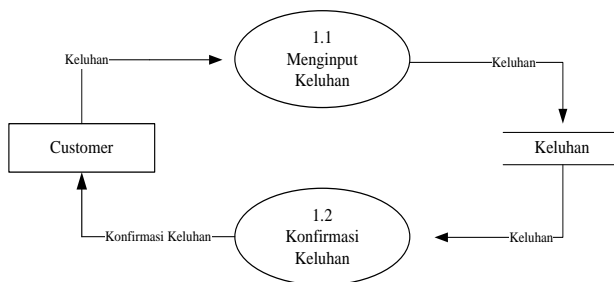 1.1
Menginput
Keluhan
Keluhan
Keluhan
Customer
Keluhan
1.2
Konfirmasi
Keluhan
Konfirmasi Keluhan
Keluhan